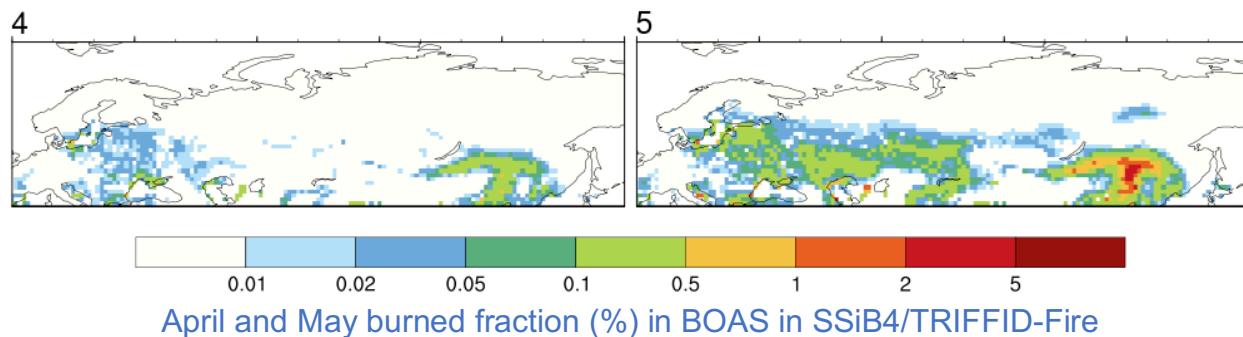 4 5
0.01 0.02 0.05 0.1 0.5 1 2 5
April and May burned fraction (%) in BOAS in SSiB4/TRIFFID-Fire